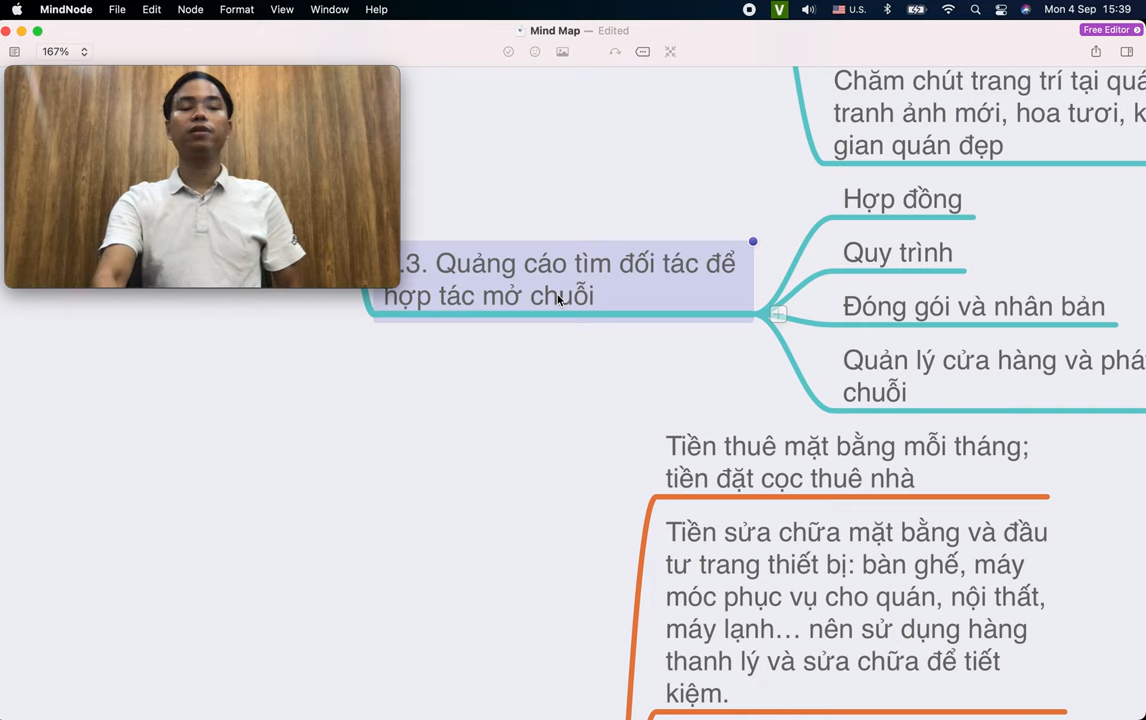 MindNode File Edit Node Format View Window Help
V U.S. Mon 4 Sep 15:39
Mind Map — Edited
Free Editor
167%
Chăm chút trang trí tại
tranh ảnh mới, hoa tươi,
gian quán đẹp
Hợp đồng
.3. Quảng cáo tìm đối tác để
hợp tác mở chuỗi
Quy trình
Đóng gói và nhân bản
Quản lý cửa hàng và
chuỗi
Tiền thuê mặt bằng mỗi tháng;
tiền đặt cọc thuê nhà
Tiền sửa chữa mặt bằng và đầu
tư trang thiết bị: bàn ghế, máy
móc phục vụ cho quán, nội thất,
máy lạnh... nên sử dụng hàng
thanh lý và sửa chữa để tiết
kiệm.